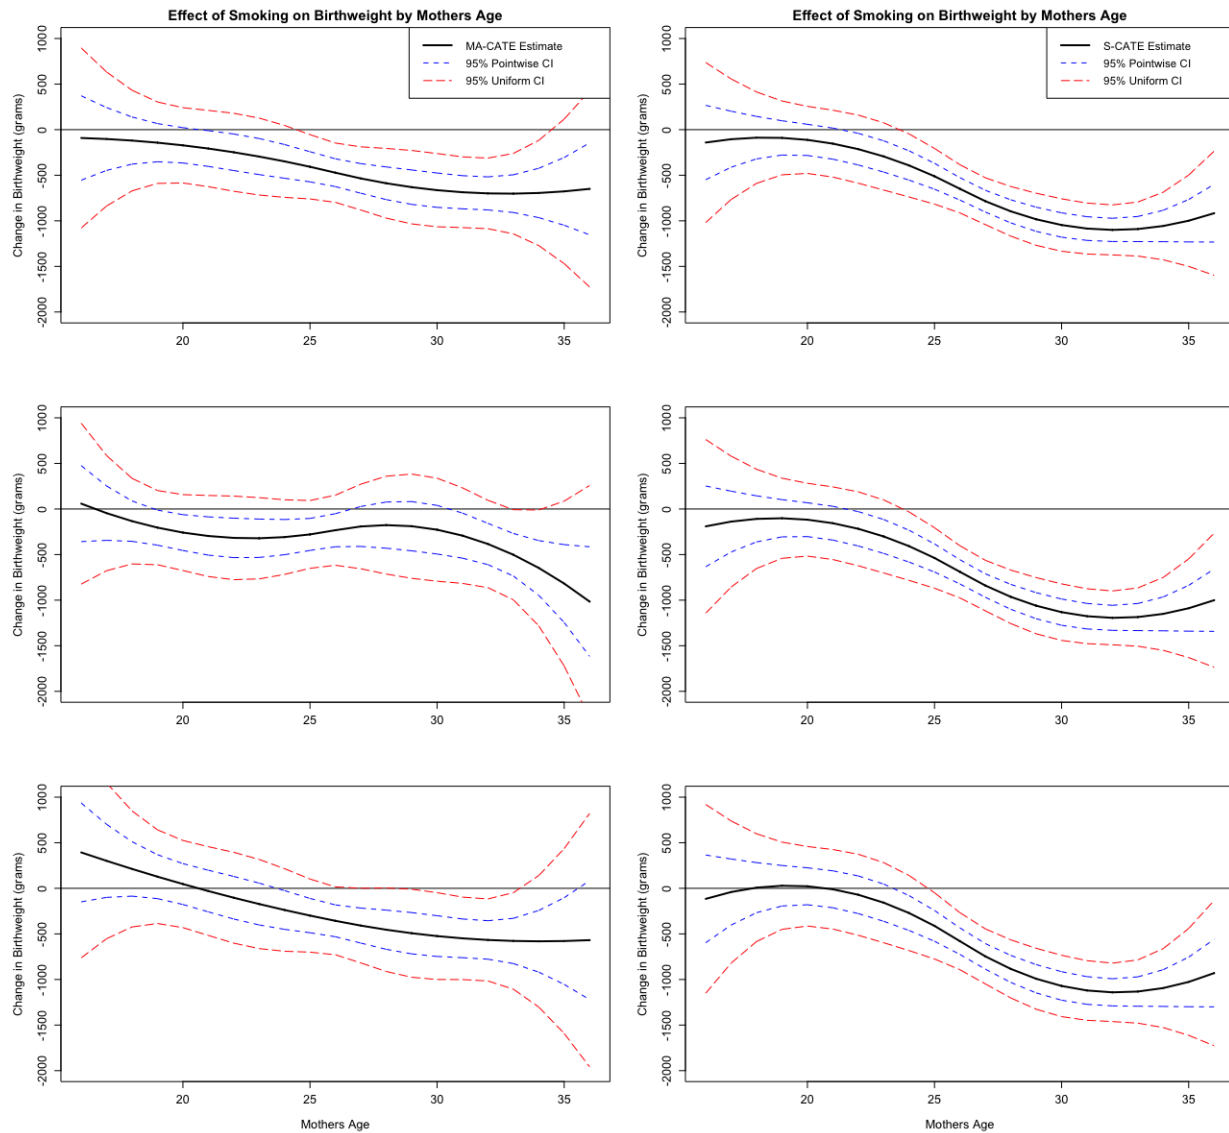 Effect of Smoking on Birthweight by Mothers Age
MA-CATE Estimate
95% Pointwise CI
95% Uniform CI
Change in Birthweight (grams)
-2000 -1500 -1000 500 0 500 1000
20 25 30 35
Effect of Smoking on Birthweight by Mothers Age
S-CATE Estimate
95% Pointwise CI
95% Uniform CI
Change in Birthweight (grams)
-2000 -1500 -1000 500 0 500 1000
20 25 30 35
Change in Birthweight (grams)
-2000 -1500 -1000 500 0 500 1000
20 25 30 35
Change in Birthweight (grams)
-2000 -1500 -1000 500 0 500 1000
20 25 30 35
Change in Birthweight (grams)
-2000 -1500 -1000 500 0 500 1000
20 25 30 35
Mothers Age
Change in Birthweight (grams)
-2000 -1500 -1000 500 0 500 1000
20 25 30 35
Mothers Age